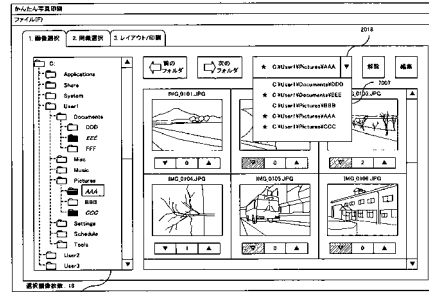 かんたん写真印刷
ファイル(F)
2018
1. 画像選択
2. 用紙選択
3. レイアウト/印刷
C:
Applications
Share
System
User1
Documents
DDD
EEE
FFF
Misc
Music
Pictures
AAA
BBB
CCC
Settings
Schedule
Tools
User2
User3
前の
フォルダ
次の
フォルダ
★ C:¥User1¥Pictures¥AAA
▼
解除
編集
7007
C:¥User1¥Documents¥DDD
★ C:¥User1¥Documents¥EEE
C:¥User1¥Pictures¥BBB
★ C:¥User1¥Pictures¥AAA
★ C:¥User1¥Pictures¥CCC
IMG_0101.JPG
▼ 0 ▲
▼ 0 ▲
▼ 2 ▲
IMG_0104.JPG
IMG_0105.JPG
IMG_0106.JPG
▼ 1 ▲
▼ 0 ▲
▼ 0 ▲
選択画像枚数: 18